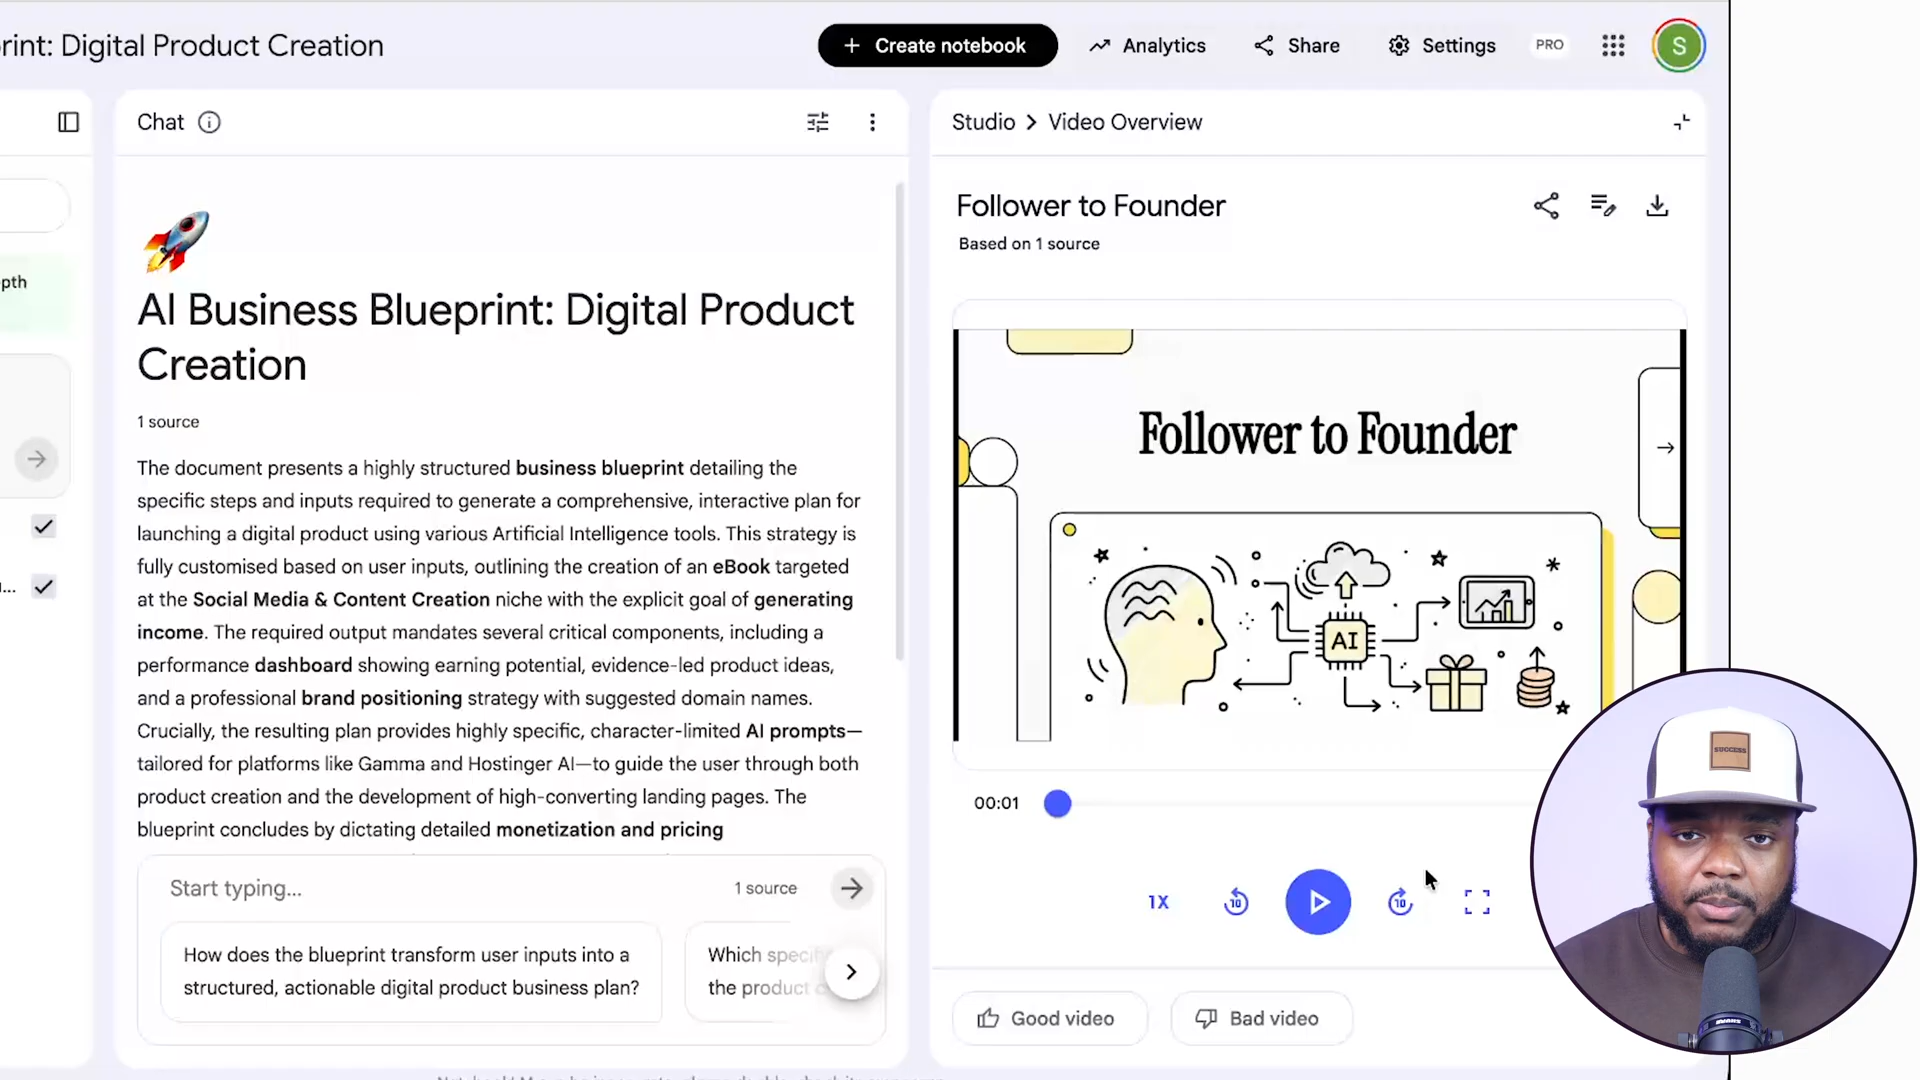 rint: Digital Product Creation
Create notebook
Analytics
Share
Settings
PRO
S
Chat
Studio > Video Overview
epth
AI Business Blueprint: Digital Product
Creation
1 source
The document presents a highly structured business blueprint detailing the
specific steps and inputs required to generate a comprehensive, interactive plan for
launching a digital product using various Artificial Intelligence tools. This strategy is
fully customised based on user inputs, outlining the creation of an eBook targeted
at the Social Media & Content Creation niche with the explicit goal of generating
income. The required output mandates several critical components, including a
performance dashboard showing earning potential, evidence-led product ideas,
and a professional brand positioning strategy with suggested domain names.
Crucially, the resulting plan provides highly specific, character-limited AI prompts—
tailored for platforms like Gamma and Hostinger AI—to guide the user through both
product creation and the development of high-converting landing pages. The
blueprint concludes by dictating detailed monetization and pricing
Start typing...
1 source
How does the blueprint transform user inputs into a
structured, actionable digital product business plan?
Which specif
the product
Follower to Founder
Based on 1 source
Follower to Founder
AI
00:01
1X
10
10
Good video
Bad video
SUCCESS